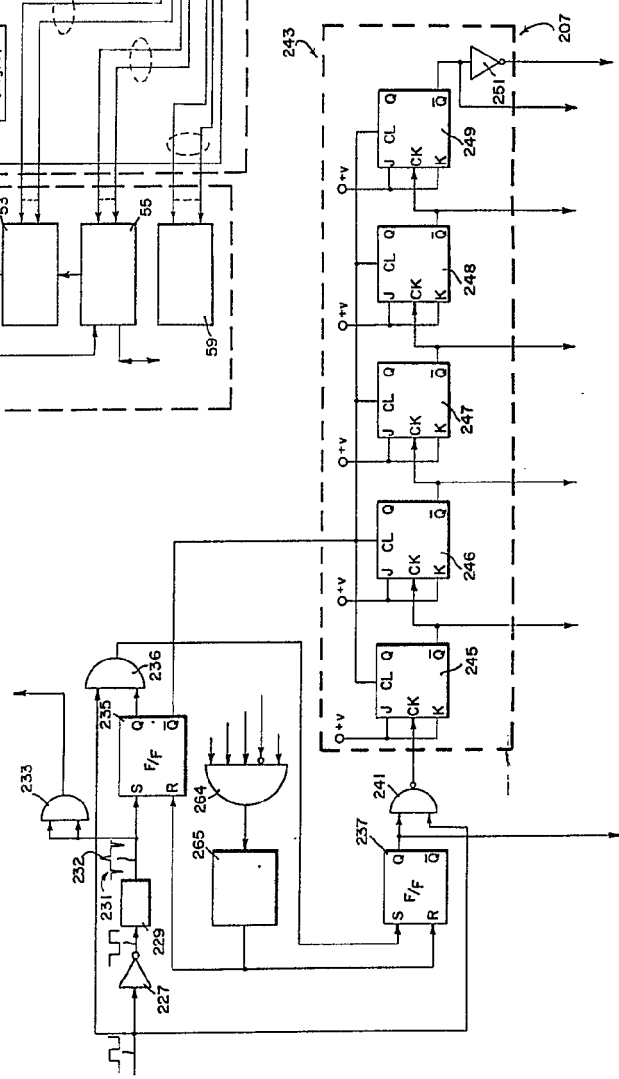 207
243
251
Q
Q
CL
J
CK
K
249
+V
Q
Q
CL
J
CK
K
248
+V
Q
Q
CL
J
CK
K
247
+V
Q
Q
CL
J
CK
K
246
+V
Q
Q
CL
J
CK
K
245
+V
53
55
59
233
236
235
Q
Q
F/F
S
R
232
231
229
227
264
265
241
237
Q
Q
F/F
S
R